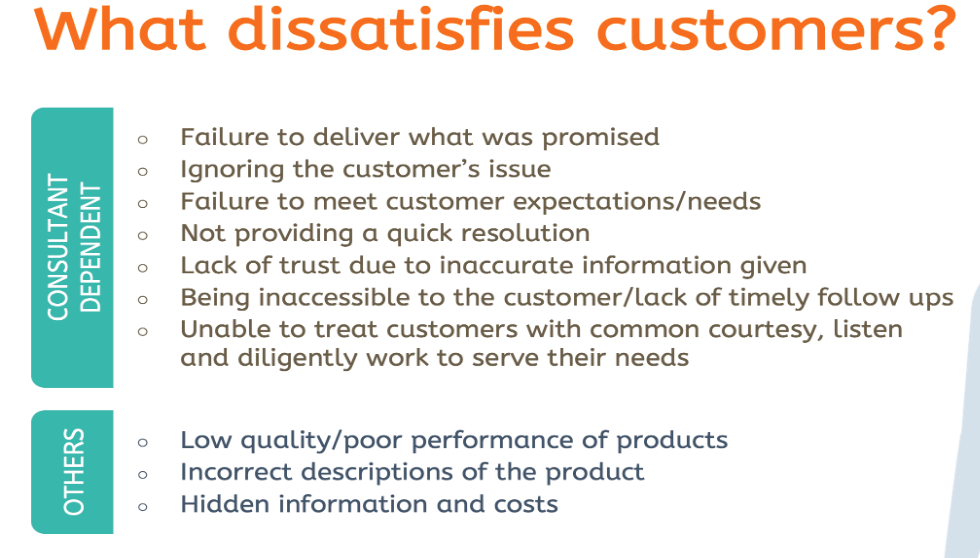 What dissatisfies customers?
CONSULTANT
DEPENDENT
○ Failure to deliver what was promised
○ Ignoring the customer's issue
○ Failure to meet customer expectations/needs
○ Not providing a quick resolution
○ Lack of trust due to inaccurate information given
○ Being inaccessible to the customer/lack of timely follow ups
○ Unable to treat customers with common courtesy, listen
and diligently work to serve their needs
OTHERS
○ Low quality/poor performance of products
○ Incorrect descriptions of the product
○ Hidden information and costs